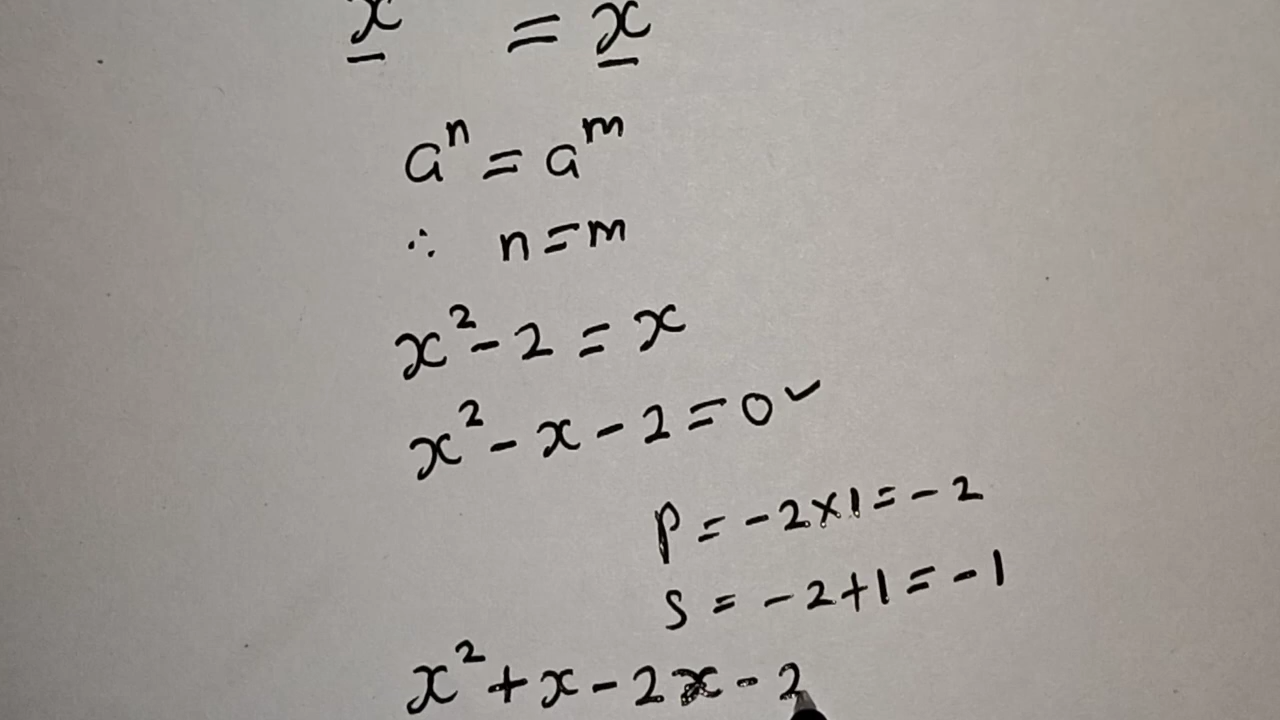 x = x
aⁿ = aᵐ
∴ n = m
x² - 2 = x
x² - x - 2 = 0 ✓
P = -2×1 = -2
S = -2+1 = -1
x² + x - 2x - 2